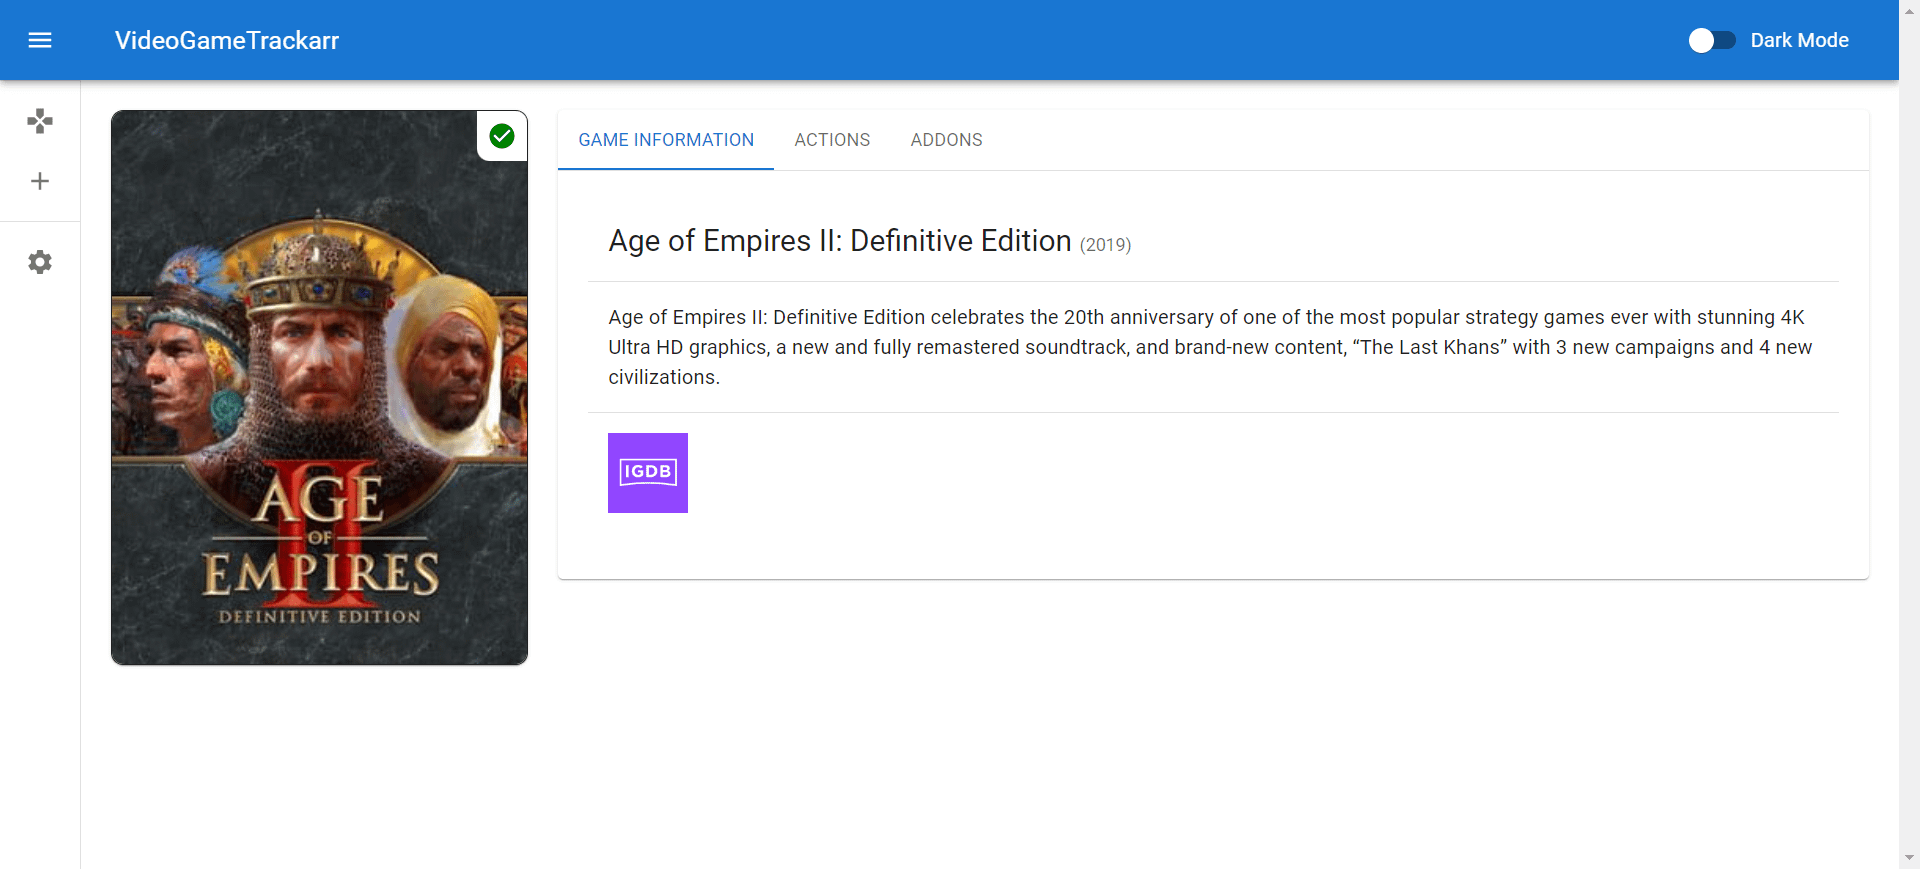 VideoGameTrackarr
Dark Mode
GAME INFORMATION
ACTIONS
ADDONS
Age of Empires II: Definitive Edition (2019)
Age of Empires II: Definitive Edition celebrates the 20th anniversary of one of the most popular strategy games ever with stunning 4K
Ultra HD graphics, a new and fully remastered soundtrack, and brand-new content, “The Last Khans” with 3 new campaigns and 4 new
civilizations.
IGDB
II
AGE
OF
EMPIRES
DEFINITIVE EDITION